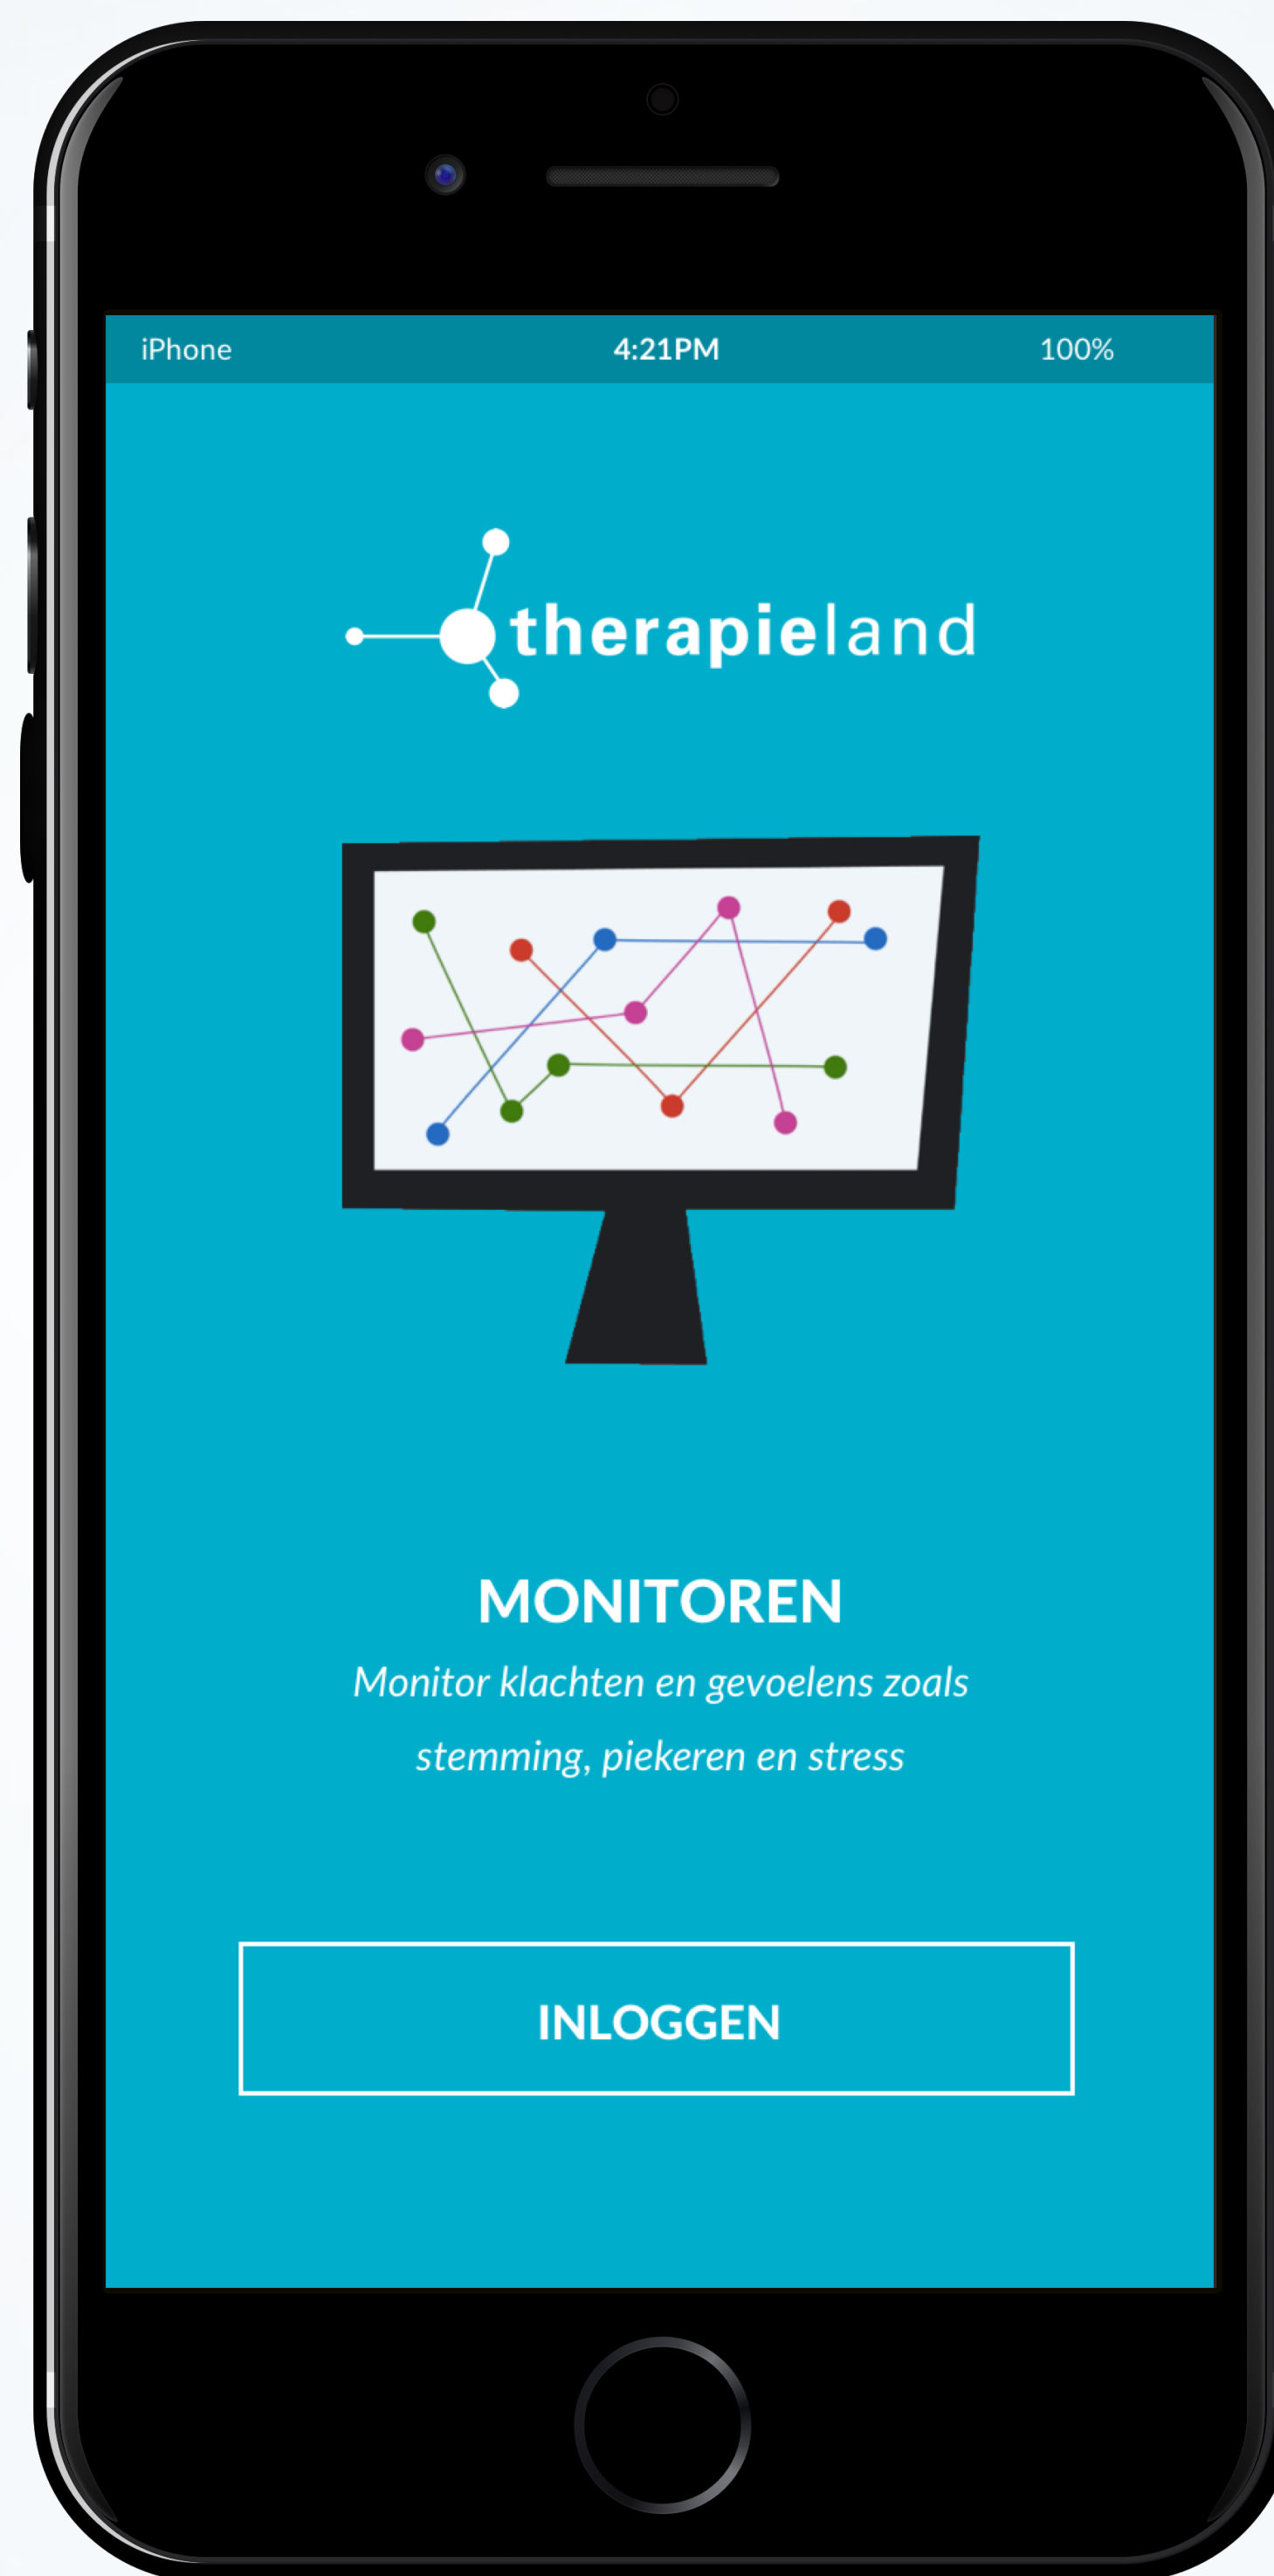 iPhone 4:21PM 100%
therapieland
MONITOREN
Monitor klachten en gevoelens zoals
stemming, piekeren en stress
INLOGGEN